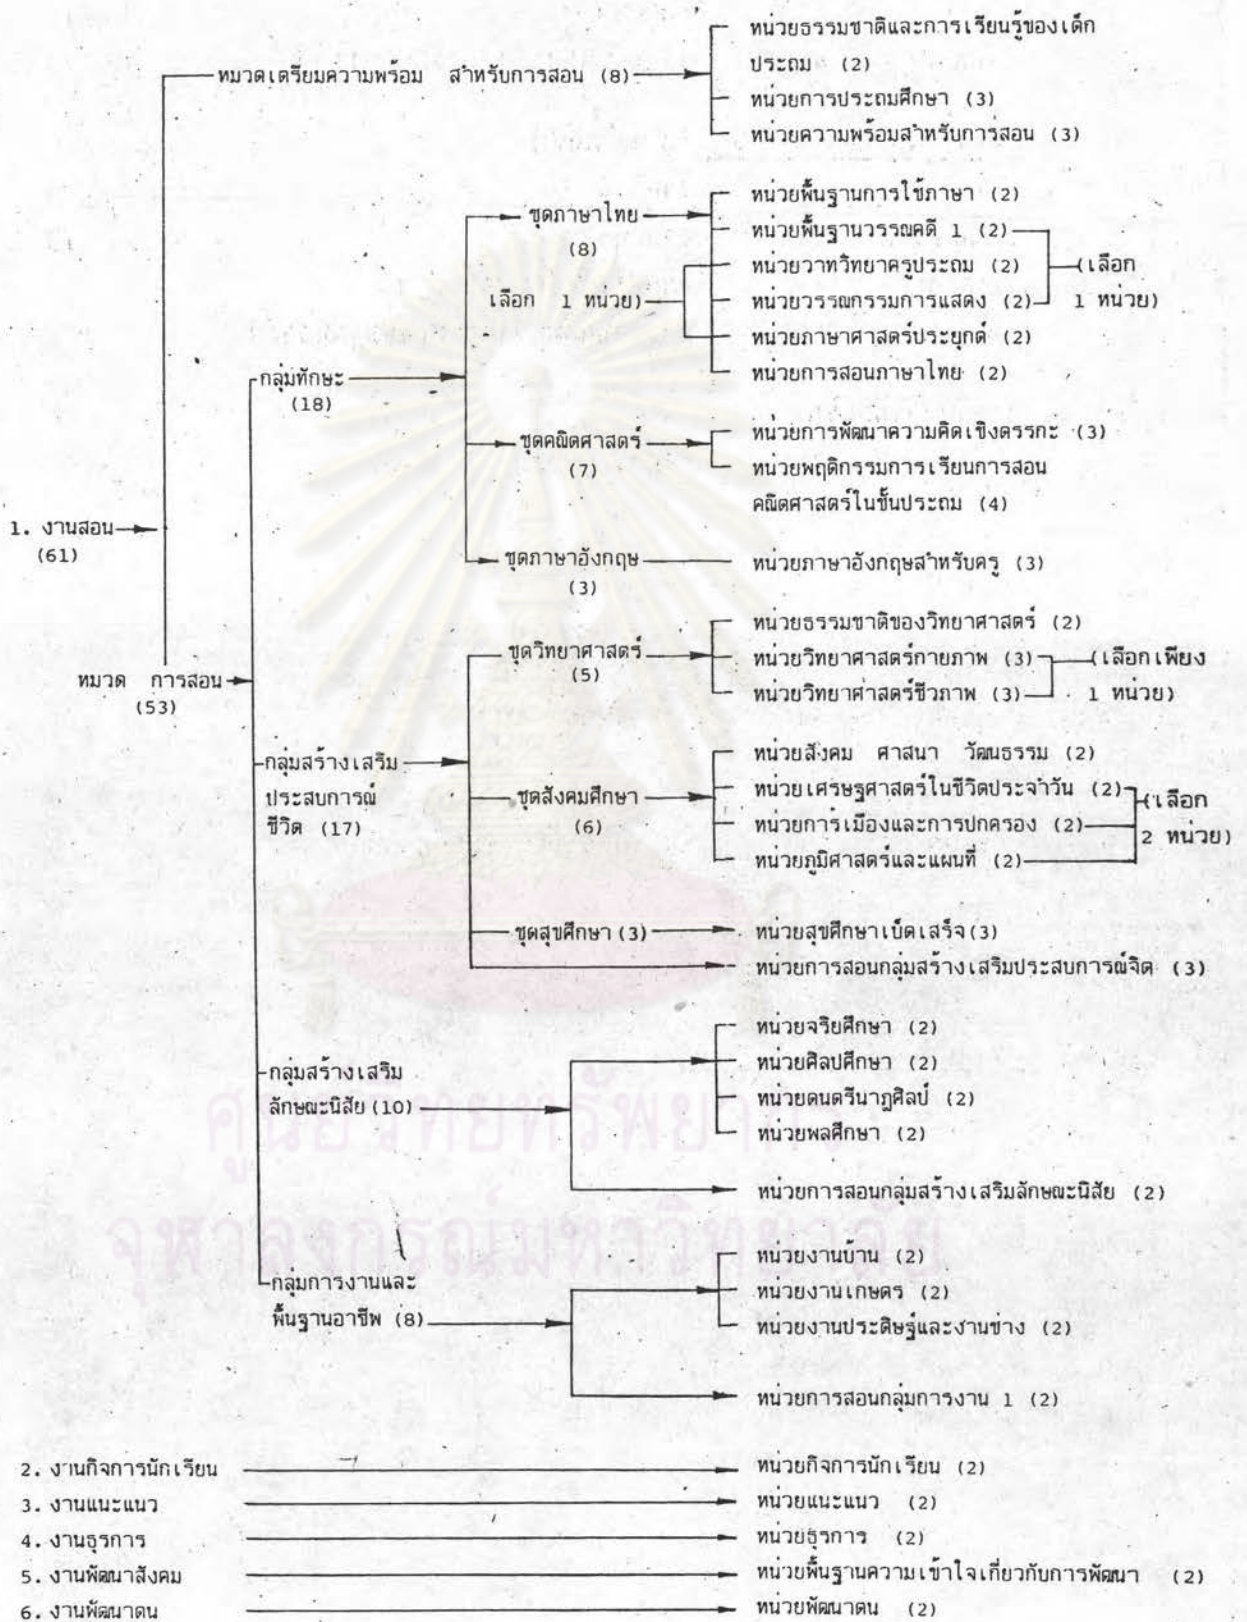 หน่วยธรรมชาติและการเรียนรู้ของเด็ก
ประถม (2)
หมวดเตรียมความพร้อม สำหรับการสอน (8)
หน่วยการประถมศึกษา (3)
หน่วยความพร้อมสำหรับการสอน (3)
หน่วยพื้นฐานการใช้ภาษา (2)
ชุดภาษาไทย
(8)
หน่วยพื้นฐานวรรณคดี 1 (2)
หน่วยวาทวิทยาครูประถม (2)
(เลือก
1 หน่วย)
เลือก 1 หน่วย)
หน่วยวรรณกรรมการแสดง (2)
หน่วยภาษาศาสตร์ประยุกต์ (2)
หน่วยการสอนภาษาไทย (2)
กลุ่มทักษะ
(18)
ชุดคณิตศาสตร์
(7)
หน่วยการพัฒนาความคิดเชิงตรรกะ (3)
หน่วยพฤติกรรมการเรียนการสอน
คณิตศาสตร์ในชั้นประถม (4)
1. งานสอน
(61)
ชุดภาษาอังกฤษ
(3)
หน่วยภาษาอังกฤษสำหรับครู (3)
หน่วยธรรมชาติของวิทยาศาสตร์ (2)
ชุดวิทยาศาสตร์
(5)
หน่วยวิทยาศาสตร์กายภาพ (3)
(เลือกเพียง
1 หน่วย)
หน่วยวิทยาศาสตร์ชีวภาพ (3)
หมวด การสอน
(53)
กลุ่มสร้างเสริม
ประสบการณ์
ชีวิต (17)
หน่วยสังคม ศาสนา วัฒนธรรม (2)
ชุดสังคมศึกษา
(6)
หน่วยเศรษฐศาสตร์ในชีวิตประจำวัน (2)
(เลือก
2 หน่วย)
หน่วยการเมืองและการปกครอง (2)
หน่วยภูมิศาสตร์และแผนที่ (2)
ชุดสุขศึกษา (3)
หน่วยสุขศึกษาเบ็ดเสร็จ (3)
หน่วยการสอนกลุ่มสร้างเสริมประสบการณ์จิต (3)
กลุ่มสร้างเสริม
ลักษณะนิสัย (10)
หน่วยจริยศึกษา (2)
หน่วยศิลปศึกษา (2)
หน่วยดนตรีนาฏศิลป์ (2)
หน่วยพลศึกษา (2)
หน่วยการสอนกลุ่มสร้างเสริมลักษณะนิสัย (2)
ศูนย์วิทยทรัพยากร
จุฬาลงกรณ์มหาวิทยาลัย
กลุ่มการงานและ
พื้นฐานอาชีพ (8)
หน่วยงานบ้าน (2)
หน่วยงานเกษตร (2)
หน่วยงานประดิษฐ์และงานช่าง (2)
หน่วยการสอนกลุ่มการงาน 1 (2)
2. งานกิจการนักเรียน หน่วยกิจการนักเรียน (2)
3. งานแนะแนว หน่วยแนะแนว (2)
4. งานธุรการ หน่วยธุรการ (2)
5. งานพัฒนาสังคม หน่วยพื้นฐานความเข้าใจเกี่ยวกับการพัฒนา (2)
6. งานพัฒนาตน หน่วยพัฒนาตน (2)